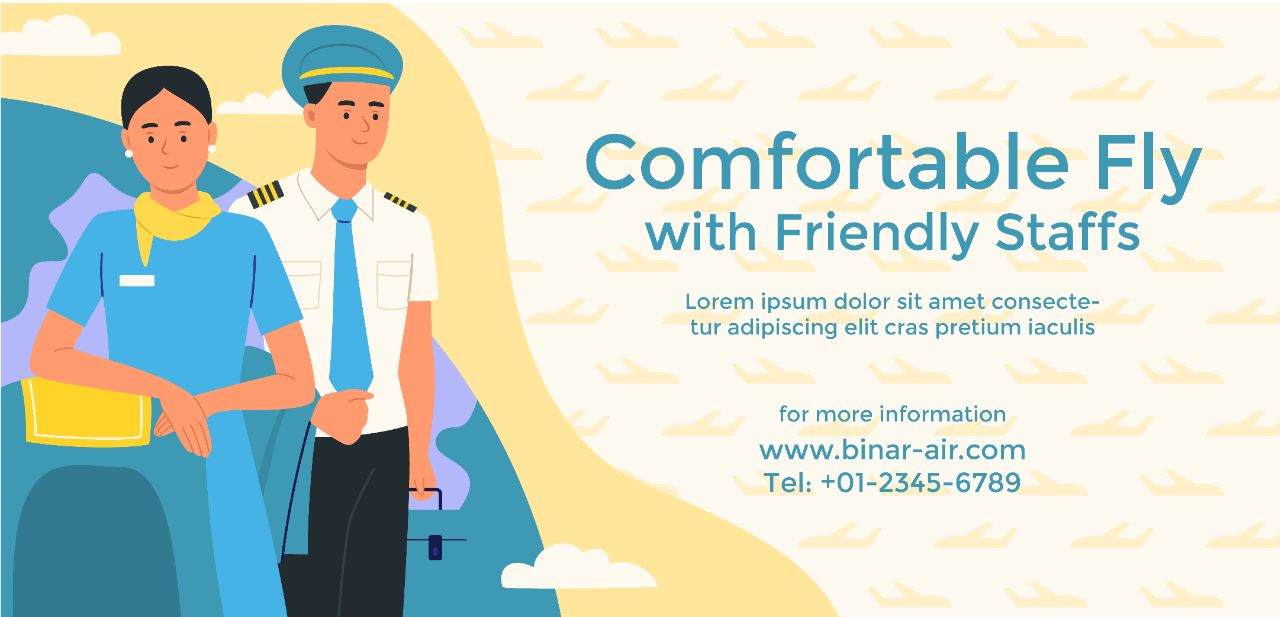 Comfortable Fly
with Friendly Staffs
Lorem ipsum dolor sit amet consecte-
tur adipiscing elit cras pretium iaculis
for more information
www.binar-air.com
Tel: +01-2345-6789